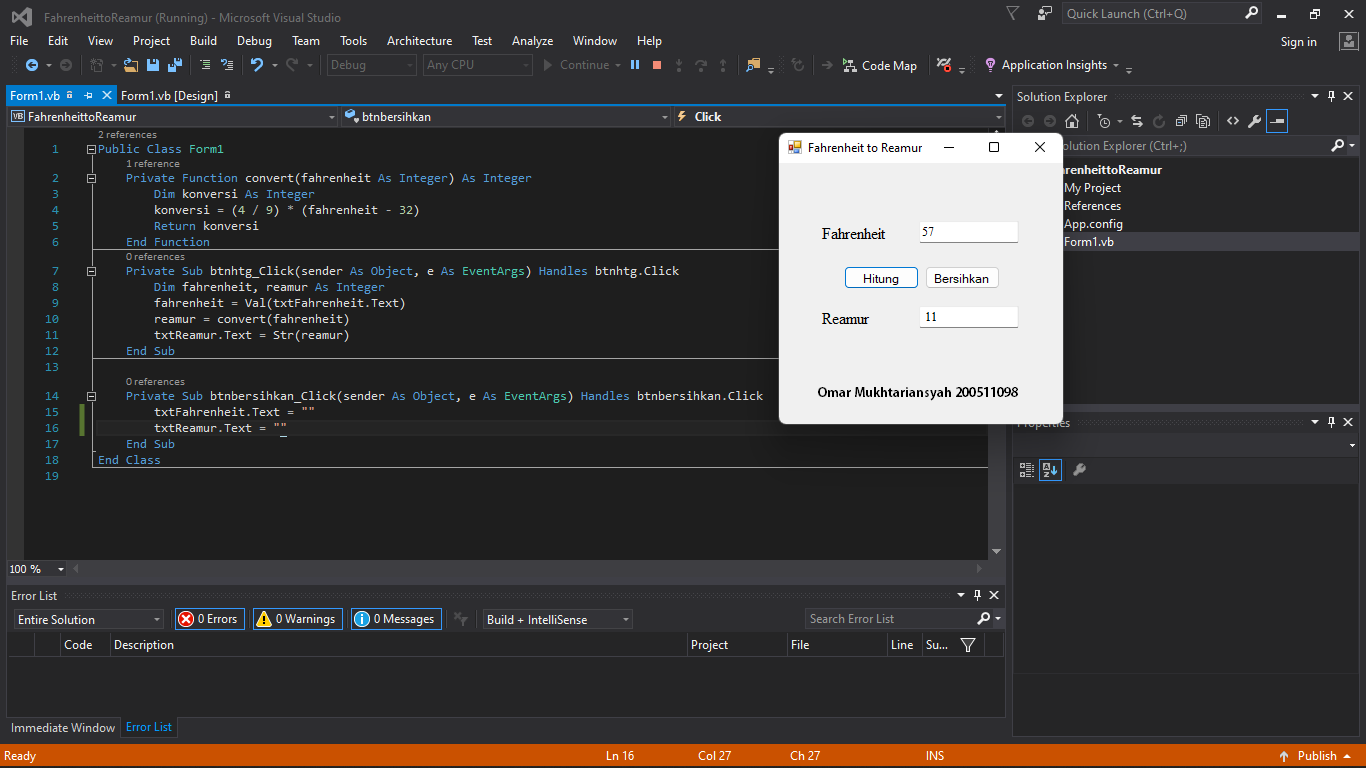 FahrenheittoReamur (Running) - Microsoft Visual Studio
Quick Launch (Ctrl+Q)
File Edit View Project Build Debug Team Tools Architecture Test Analyze Window Help
Sign in
Debug Any CPU Continue Code Map Application Insights
Form1.vb Form1.vb [Design]
VB FahrenheittoReamur btnbersihkan Click
2 references
1 Public Class Form1
1 reference
2 Private Function convert(fahrenheit As Integer) As Integer
3 Dim konversi As Integer
4 konversi = (4 / 9) * (fahrenheit - 32)
5 Return konversi
6 End Function
0 references
7 Private Sub btnhtg_Click(sender As Object, e As EventArgs) Handles btnhtg.Click
8 Dim fahrenheit, reamur As Integer
9 fahrenheit = Val(txtFahrenheit.Text)
10 reamur = convert(fahrenheit)
11 txtReamur.Text = Str(reamur)
12 End Sub
13
0 references
14 Private Sub btnbersihkan_Click(sender As Object, e As EventArgs) Handles btnbersihkan.Click
15 txtFahrenheit.Text = ""
16 txtReamur.Text = ""
17 End Sub
18 End Class
19
100 %
Fahrenheit to Reamur
Fahrenheit 57
Hitung Bersihkan
Reamur 11
Omar Mukhtariansyah 200511098
Solution Explorer
olution Explorer (Ctrl+;)
renheittoReamur
My Project
References
App.config
Form1.vb
Properties
Error List
Entire Solution 0 Errors 0 Warnings 0 Messages Build + IntelliSense Search Error List
Code Description Project File Line Su...
Immediate Window Error List
Ready Ln 16 Col 27 Ch 27 INS Publish